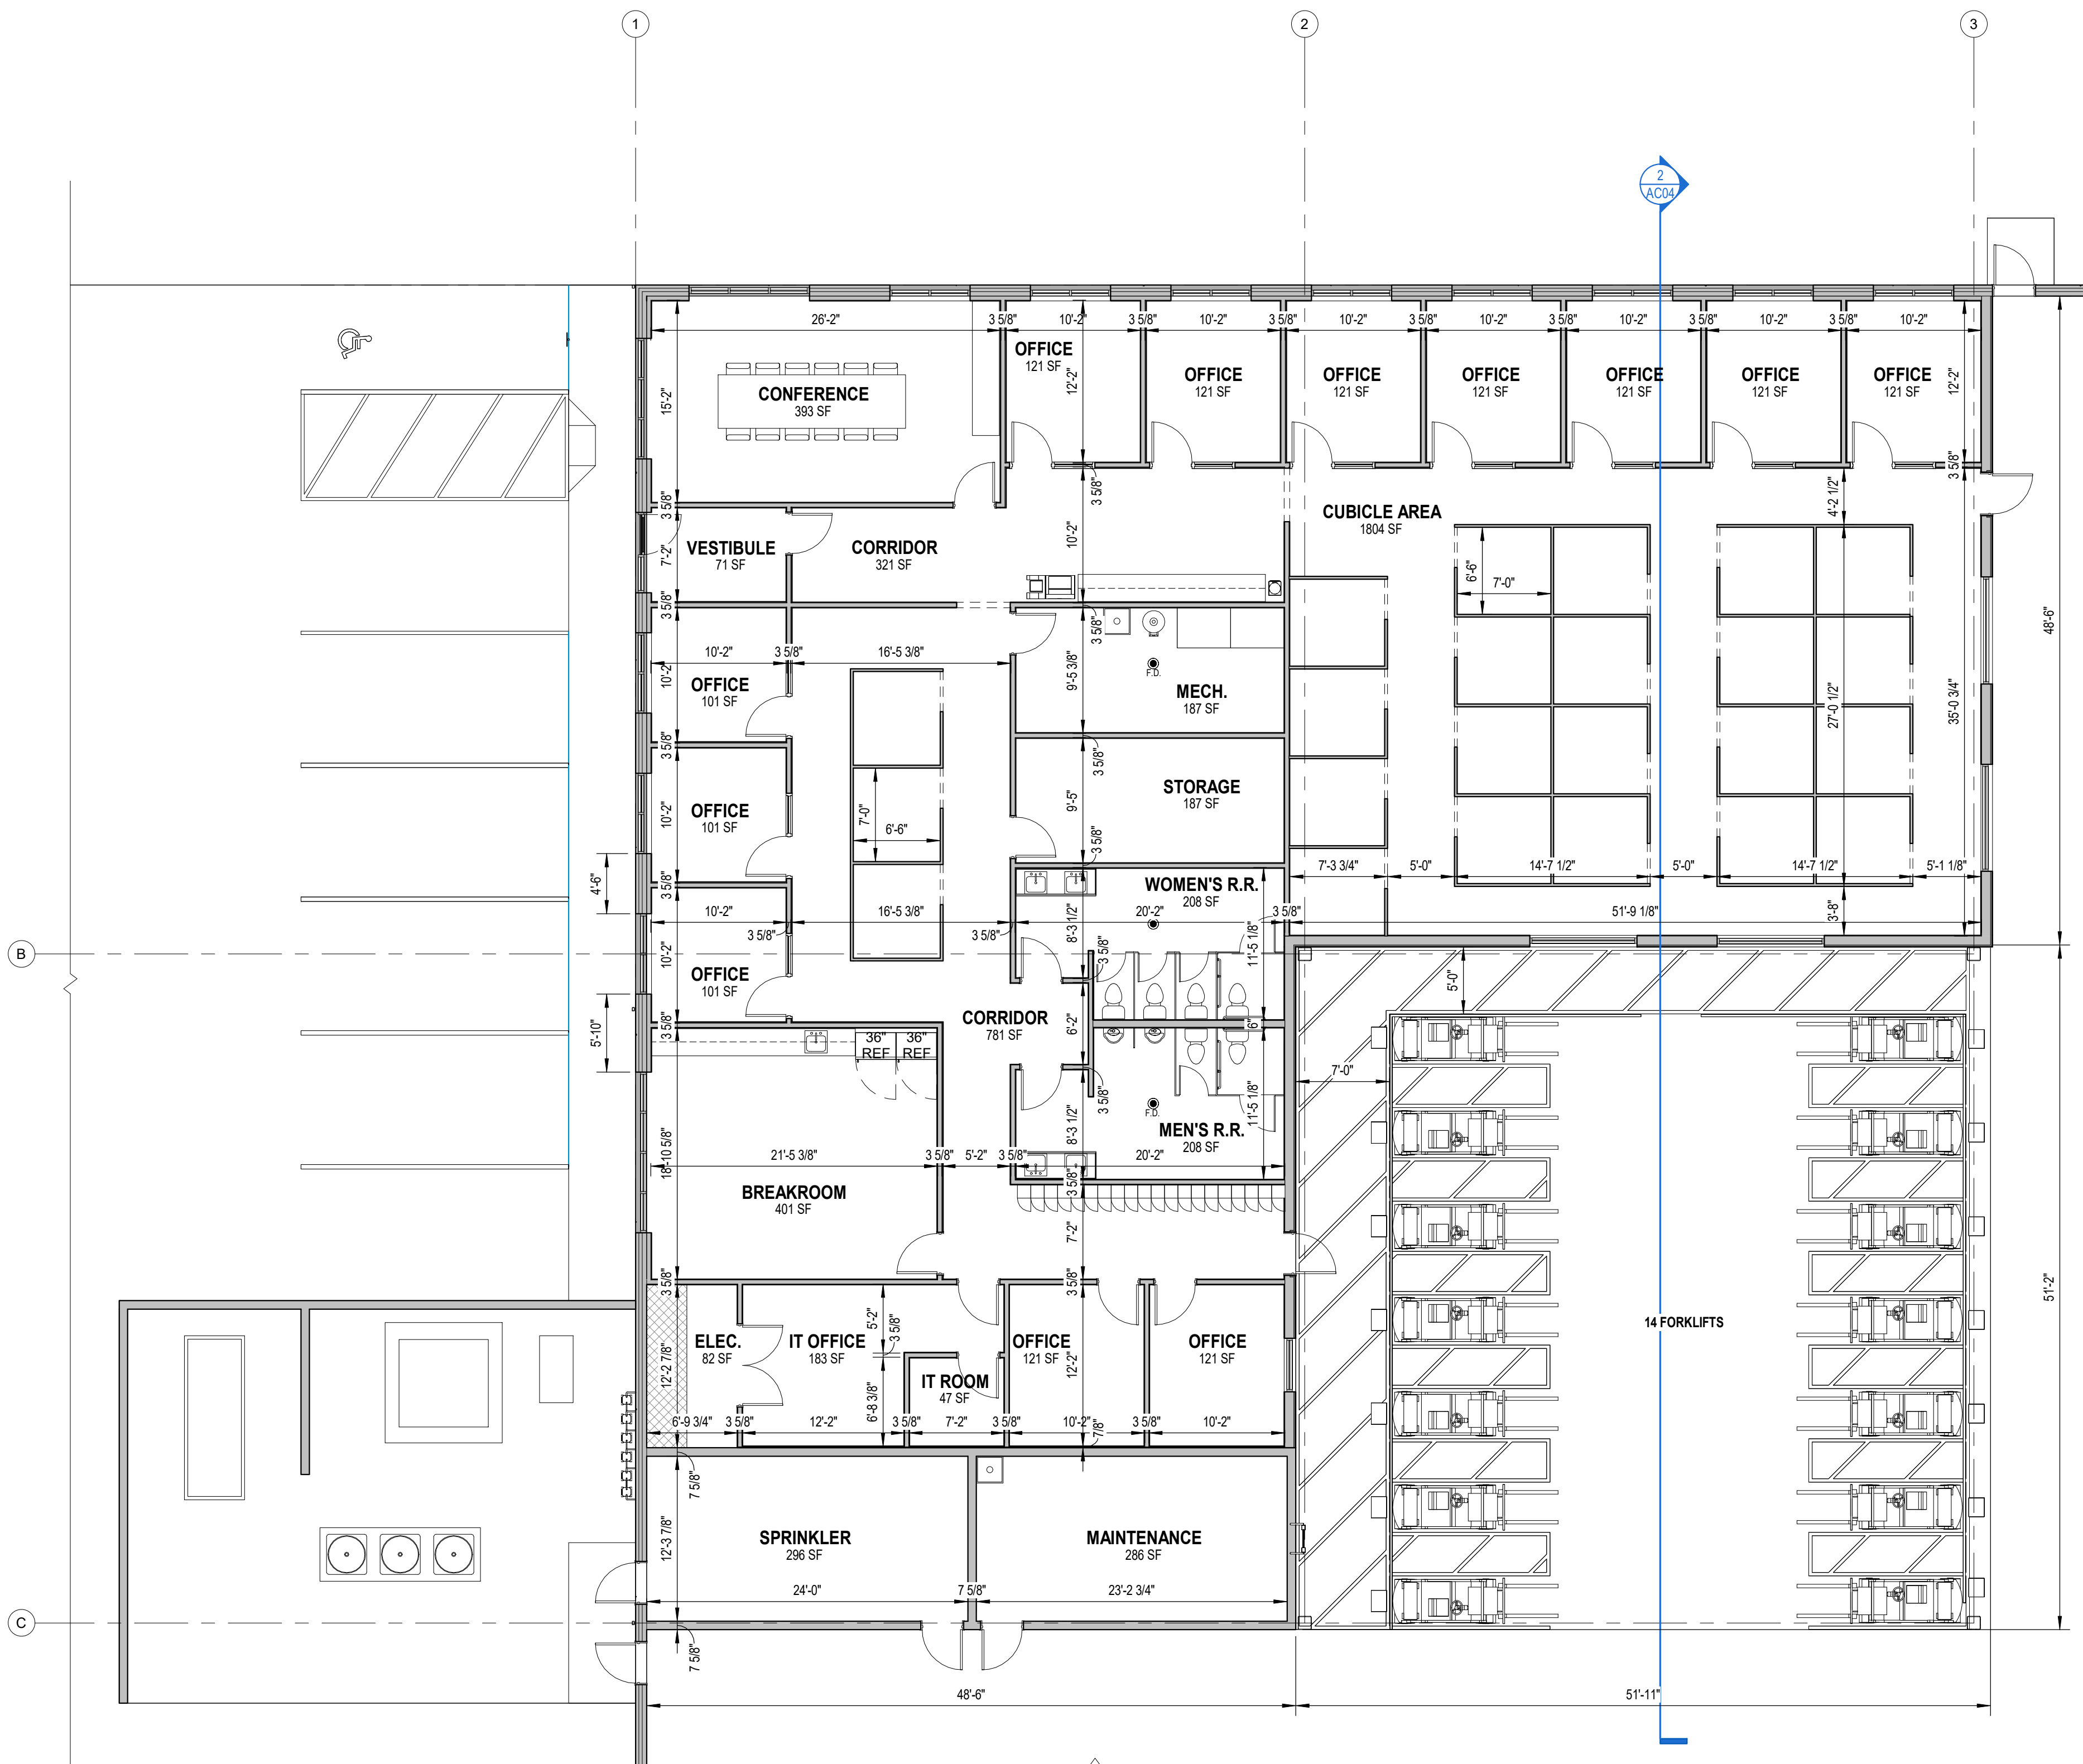 1
2
3
2
AC04
26'-2"
3 5/8"
10'-2"
3 5/8"
10'-2"
3 5/8"
10'-2"
3 5/8"
10'-2"
3 5/8"
10'-2"
3 5/8"
10'-2"
3 5/8"
10'-2"
OFFICE
121 SF
OFFICE
121 SF
OFFICE
121 SF
OFFICE
121 SF
OFFICE
121 SF
OFFICE
121 SF
OFFICE
121 SF
12'-2"
12'-2"
15'-2"
CONFERENCE
393 SF
3 5/8"
3 5/8"
3 5/8"
4'-2 1/2"
CUBICLE AREA
1804 SF
VESTIBULE
71 SF
7'-2"
CORRIDOR
321 SF
10'-2"
6'-6"
7'-0"
3 5/8"
3 5/8"
48'-6"
10'-2"
3 5/8"
16'-5 3/8"
10'-2"
9'-5 3/8"
F.D.
OFFICE
101 SF
MECH.
187 SF
27'-0 1/2"
35'-0 3/4"
3 5/8"
3 5/8"
OFFICE
101 SF
10'-2"
7'-0"
6'-6"
STORAGE
187 SF
9'-5"
3 5/8"
4'-6"
3 5/8"
7'-3 3/4"
5'-0"
14'-7 1/2"
5'-0"
14'-7 1/2"
5'-1 1/8"
WOMEN'S R.R.
208 SF
10'-2"
16'-5 3/8"
20'-2"
3 5/8"
51'-9 1/8"
3'-8"
3 5/8"
3 5/8"
8'-3 1/2"
3 5/8"
11'-5 1/8"
B
10'-2"
OFFICE
101 SF
5'-0"
CORRIDOR
781 SF
6'-2"
6"
5'-10"
3 5/8"
36"
REF
36"
REF
7'-0"
3 5/8"
F.D.
11'-5 1/8"
8'-3 1/2"
MEN'S R.R.
208 SF
18'-10 5/8"
21'-5 3/8"
3 5/8"
5'-2"
3 5/8"
20'-2"
3 5/8"
BREAKROOM
401 SF
7'-2"
3 5/8"
3 5/8"
51'-2"
5'-2"
3 5/8"
14 FORKLIFTS
ELEC.
82 SF
IT OFFICE
183 SF
OFFICE
121 SF
OFFICE
121 SF
12'-2 7/8"
12'-2"
IT ROOM
47 SF
6'-8 3/8"
6'-9 3/4"
3 5/8"
12'-2"
3 5/8"
7'-2"
3 5/8"
10'-2"
3 5/8"
10'-2"
7/8"
7 5/8"
12'-3 7/8"
SPRINKLER
296 SF
MAINTENANCE
286 SF
24'-0"
7 5/8"
23'-2 3/4"
C
7 5/8"
48'-6"
51'-11"